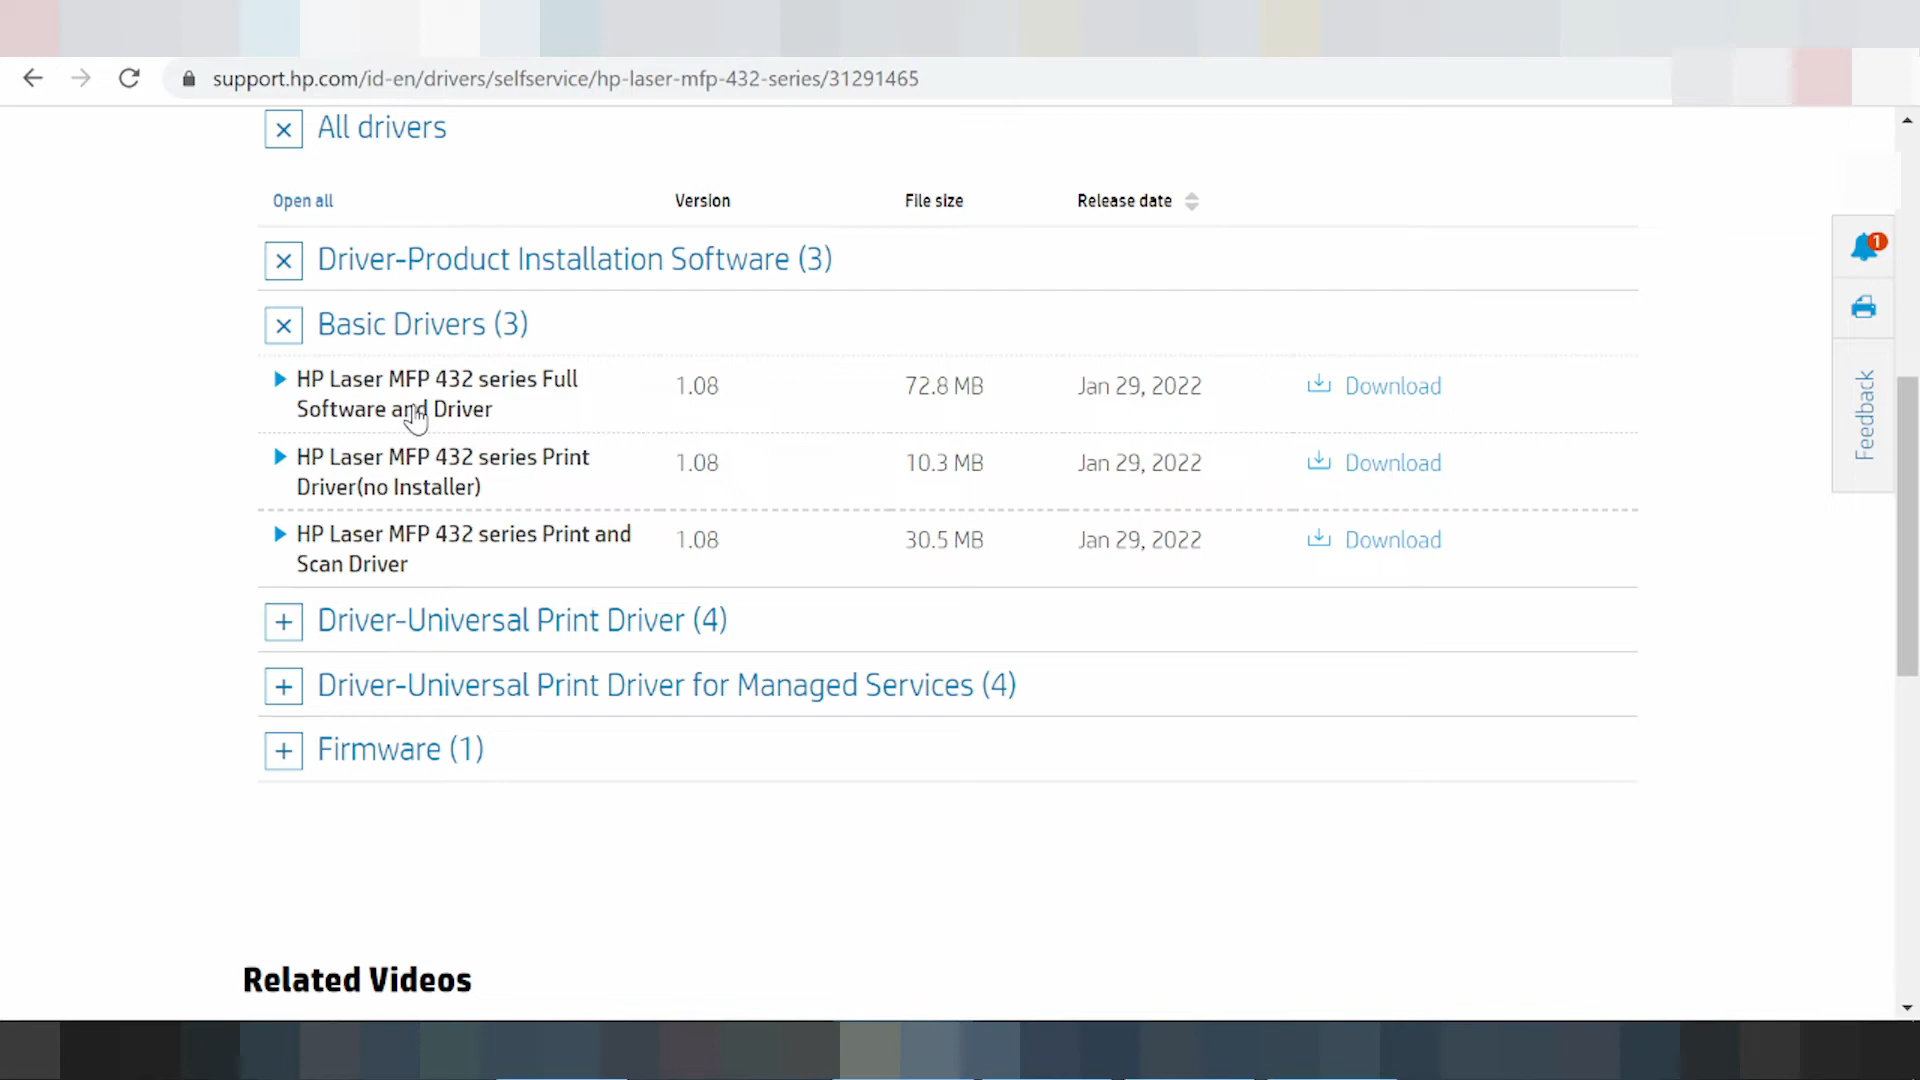 support.hp.com/id-en/drivers/selfservice/hp-laser-mfp-432-series/31291465
All drivers
Open all Version File size Release date
Driver-Product Installation Software (3)
Basic Drivers (3)
HP Laser MFP 432 series Full
Software and Driver
1.08 72.8 MB Jan 29, 2022 Download
HP Laser MFP 432 series Print
Driver(no Installer)
1.08 10.3 MB Jan 29, 2022 Download
HP Laser MFP 432 series Print and
Scan Driver
1.08 30.5 MB Jan 29, 2022 Download
Driver-Universal Print Driver (4)
Driver-Universal Print Driver for Managed Services (4)
Firmware (1)
Related Videos
1
Feedback